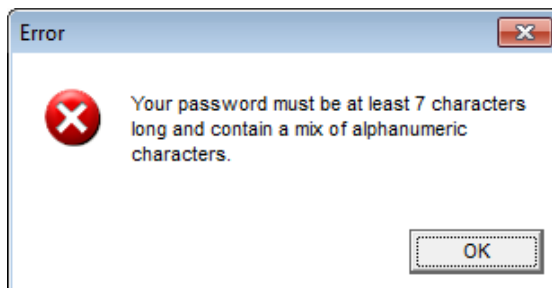 Error
Your password must be at least 7 characters
long and contain a mix of alphanumeric
characters.
OK